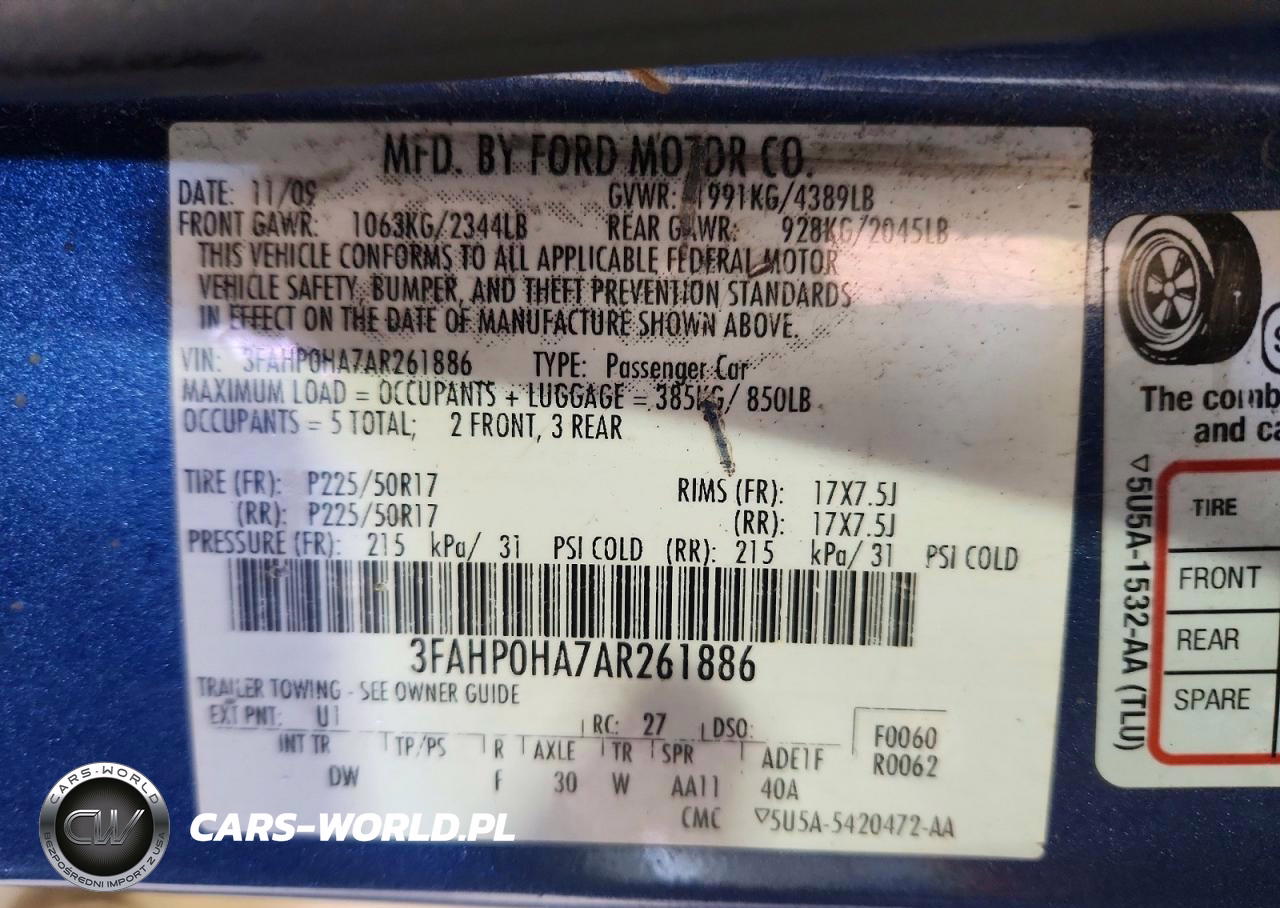 MFD. BY FORD MOTOR CO.
DATE: 11/09 GVWR: 1991KG/4389LB
FRONT GAWR: 1063KG/2344LB REAR GAWR: 928KG/2045LB
THIS VEHICLE CONFORMS TO ALL APPLICABLE FEDERAL MOTOR
VEHICLE SAFETY, BUMPER, AND THEFT PREVENTION STANDARDS
IN EFFECT ON THE DATE OF MANUFACTURE SHOWN ABOVE.
VIN: 3FAHP0HA7AR261886 TYPE: Passenger Car
MAXIMUM LOAD = OCCUPANTS + LUGGAGE = 385KG/ 850LB
OCCUPANTS = 5 TOTAL; 2 FRONT, 3 REAR
TIRE (FR): P225/50R17 RIMS (FR): 17X7.5J
(RR): P225/50R17 (RR): 17X7.5J
PRESSURE (FR): 215 kPa/ 31 PSI COLD (RR): 215 kPa/ 31 PSI COLD
3FAHP0HA7AR261886
TRAILER TOWING - SEE OWNER GUIDE
EXT PNT: U1 RC: 27 DSO:
INT TR TP/PS R AXLE TR SPR ADE1F
DW F 30 W AA11 40A
F0060
R0062
CMC ▽5U5A-5420472-AA
The comb
and ca
TIRE
FRONT
REAR
SPARE
▽5U5A-1532-AA (TLU)
CARS-WORLD
CW
BEZPOŚREDNI IMPORT Z USA
CARS-WORLD.PL